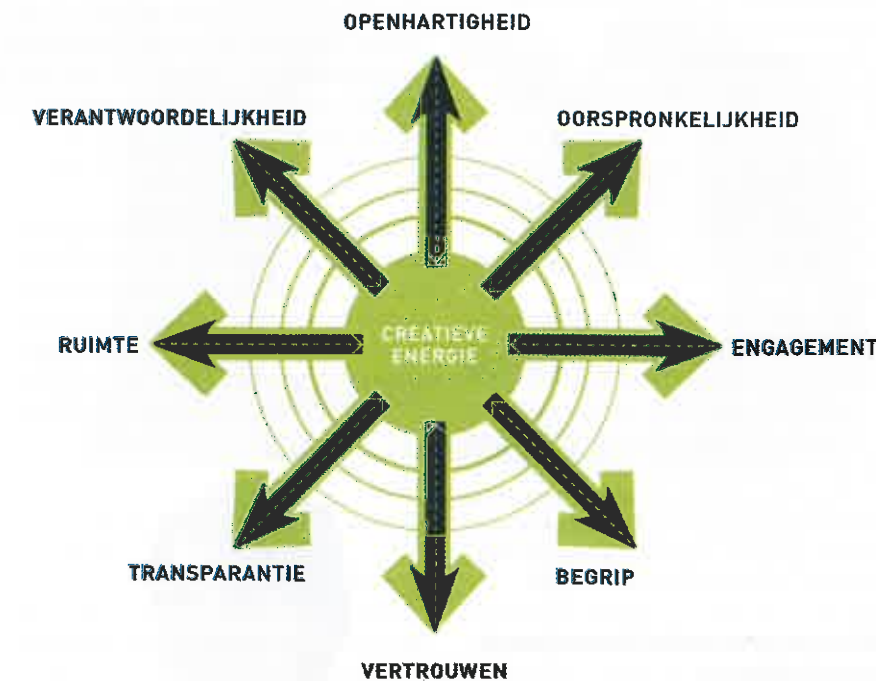 OPENHARTIGHEID
VERANTWOORDELIJKHEID
OORSPRONKELIJKHEID
RUIMTE
CREATIEVE
ENERGIE
ENGAGEMENT
TRANSPARANTIE
BEGRIP
VERTROUWEN